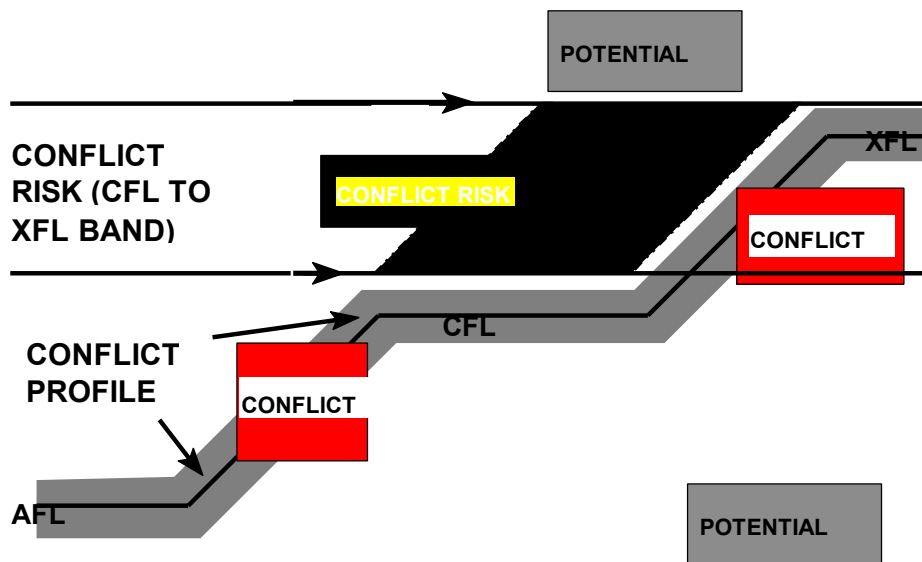 POTENTIAL
CONFLICT
RISK (CFL TO
XFL BAND)
XFL
CONFLICT RISK
CONFLICT
CFL
CONFLICT
PROFILE
CONFLICT
AFL
POTENTIAL